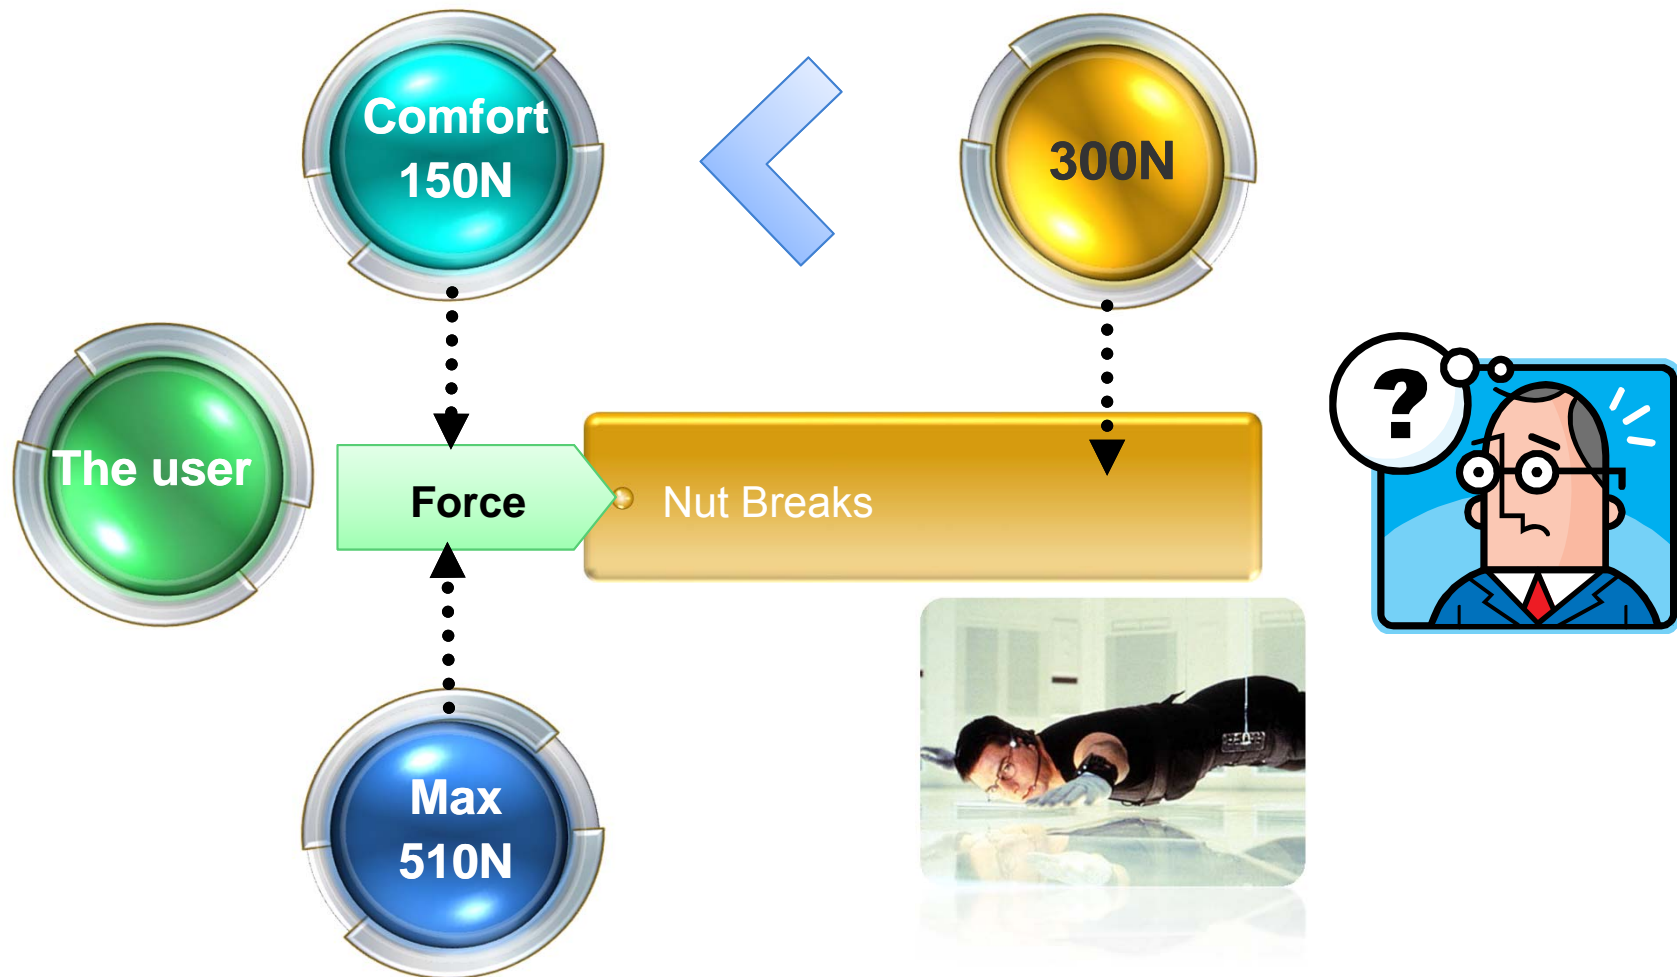 Comfort
150N
300N
The user
Force
Nut Breaks
?
Max
510N